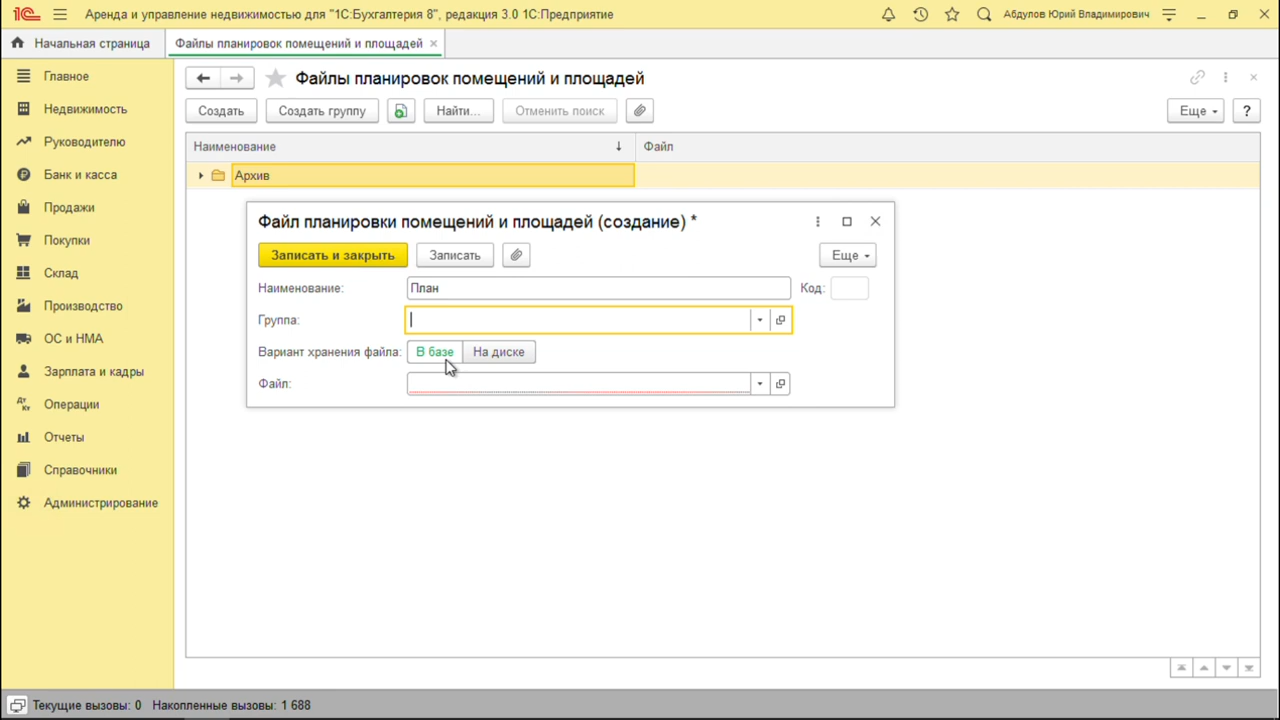 Аренда и управление недвижимостью для "1С:Бухгалтерия 8", редакция 3.0 1С:Предприятие
Абдулов Юрий Владимирович
Начальная страница
Файлы планировок помещений и площадей
Главное
Недвижимость
Руководителю
Банк и касса
Продажи
Покупки
Склад
Производство
ОС и НМА
Зарплата и кадры
Операции
Отчеты
Справочники
Администрирование
Файлы планировок помещений и площадей
Создать Создать группу Найти... Отменить поиск Еще ?
Наименование Файл
Архив
Файл планировки помещений и площадей (создание) *
Записать и закрыть Записать Еще
Наименование: План Код:
Группа:
Вариант хранения файла: В базе На диске
Файл:
Текущие вызовы: 0 Накопленные вызовы: 1 688